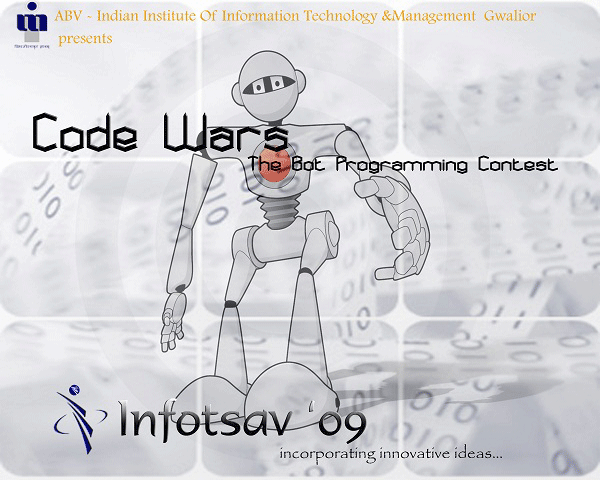 ABV - Indian Institute Of Information Technology &Management Gwalior
presents
Code Wars
The Bot Programming Contest
Infotsav '09
incorporating innovative ideas...